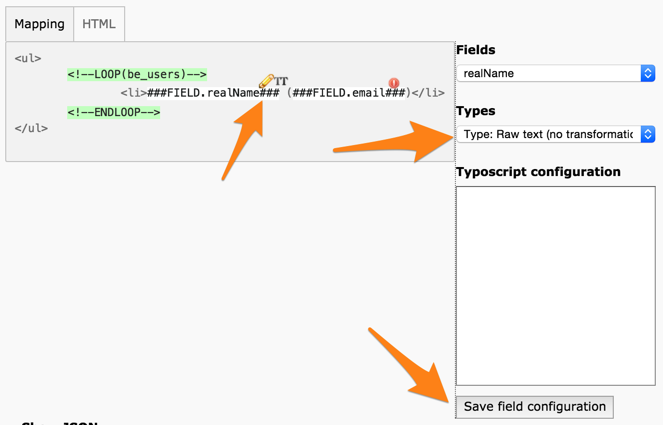 Mapping
HTML
<ul>
<!--LOOP(be_users)-->
TT
<li>###FIELD.realName### (###FIELD.email###)</li>
<!--ENDLOOP-->
</ul>
Fields
realName
Types
Type: Raw text (no transformatic
Typoscript configuration
Save field configuration